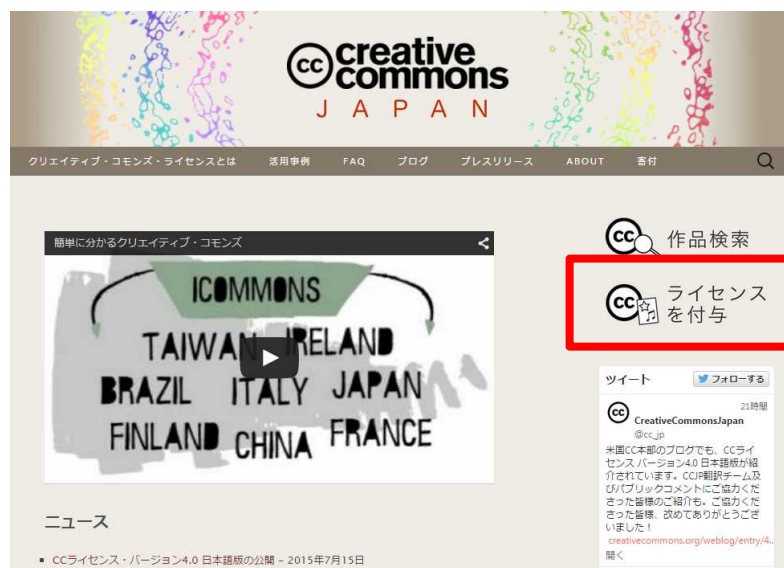 cc creative commons
JAPAN
クリエイティブ・コモンズ・ライセンスとは 活用事例 FAQ ブログ プレスリリース ABOUT 寄付
簡単に分かるクリエイティブ・コモンズ
ICOMMONS
TAIWAN IRELAND
BRAZIL ITALY JAPAN
FINLAND CHINA FRANCE
cc 作品検索
cc ライセンス
を付与
ツイート フォローする
cc 21時間
CreativeCommonsJapan
@cc_jp
米国CC本部のブログでも、CCライ
センス バージョン4.0 日本語版が紹
介されています。CCJP翻訳チーム及
びパブリックコメントにご協力くだ
さった皆様のご紹介も。ご協力くだ
さった皆様、改めてありがとうござ
いました！
creativecommons.org/weblog/entry/4...
開く
ニュース
CCライセンス・バージョン4.0 日本語版の公開 – 2015年7月15日